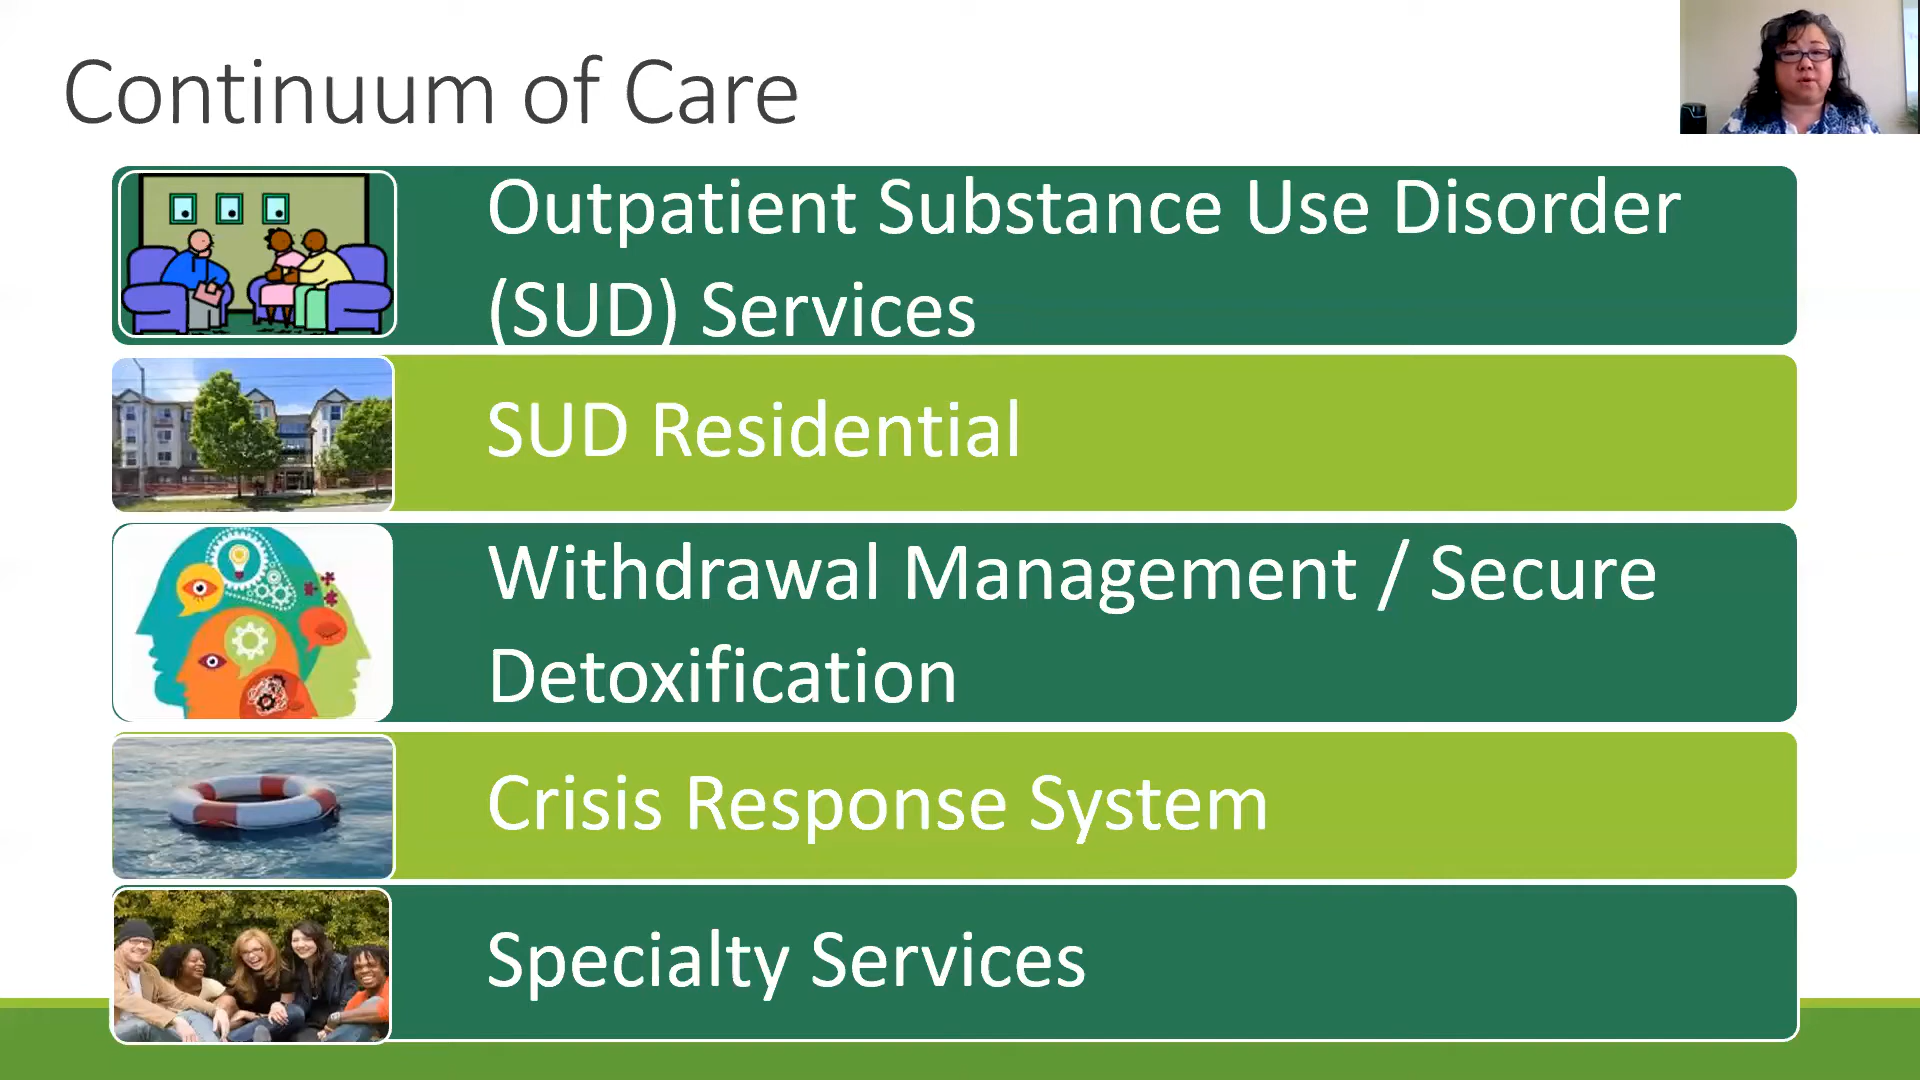 Continuum of Care
Outpatient Substance Use Disorder
(SUD) Services
SUD Residential
Withdrawal Management / Secure
Detoxification
Crisis Response System
Specialty Services